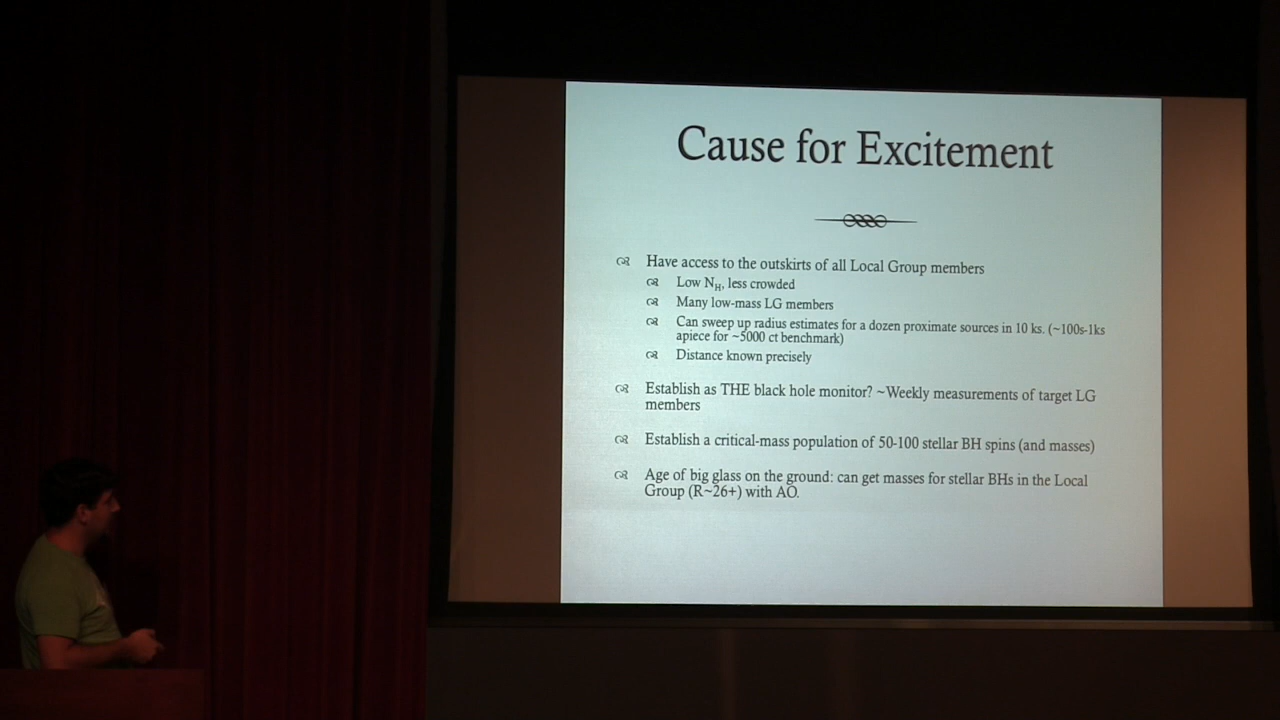 Cause for Excitement
Have access to the outskirts of all Local Group members
Low NH, less crowded
Many low-mass LG members
Can sweep up radius estimates for a dozen proximate sources in 10 ks. (~100s-1ks
apiece for ~5000 ct benchmark)
Distance known precisely
Establish as THE black hole monitor? ~Weekly measurements of target LG
members
Establish a critical-mass population of 50-100 stellar BH spins (and masses)
Age of big glass on the ground: can get masses for stellar BHs in the Local
Group (R~26+) with AO.